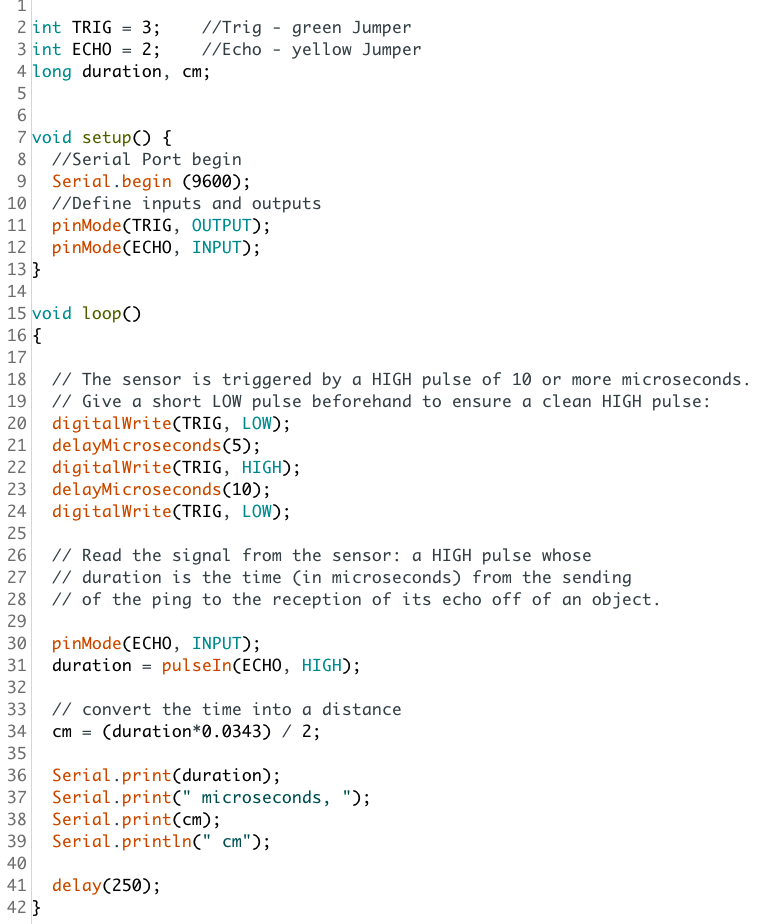 1
2 int TRIG = 3;    //Trig - green Jumper
3 int ECHO = 2;    //Echo - yellow Jumper
4 long duration, cm;
5
6
7 void setup() {
8   //Serial Port begin
9   Serial.begin (9600);
10   //Define inputs and outputs
11   pinMode(TRIG, OUTPUT);
12   pinMode(ECHO, INPUT);
13 }
14
15 void loop()
16 {
17
18   // The sensor is triggered by a HIGH pulse of 10 or more microseconds.
19   // Give a short LOW pulse beforehand to ensure a clean HIGH pulse:
20   digitalWrite(TRIG, LOW);
21   delayMicroseconds(5);
22   digitalWrite(TRIG, HIGH);
23   delayMicroseconds(10);
24   digitalWrite(TRIG, LOW);
25
26   // Read the signal from the sensor: a HIGH pulse whose
27   // duration is the time (in microseconds) from the sending
28   // of the ping to the reception of its echo off of an object.
29
30   pinMode(ECHO, INPUT);
31   duration = pulseIn(ECHO, HIGH);
32
33   // convert the time into a distance
34   cm = (duration*0.0343) / 2;
35
36   Serial.print(duration);
37   Serial.print(" microseconds, ");
38   Serial.print(cm);
39   Serial.println(" cm");
40
41   delay(250);
42 }